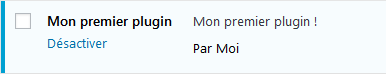 Mon premier plugin
Désactiver
Mon premier plugin !
Par Moi